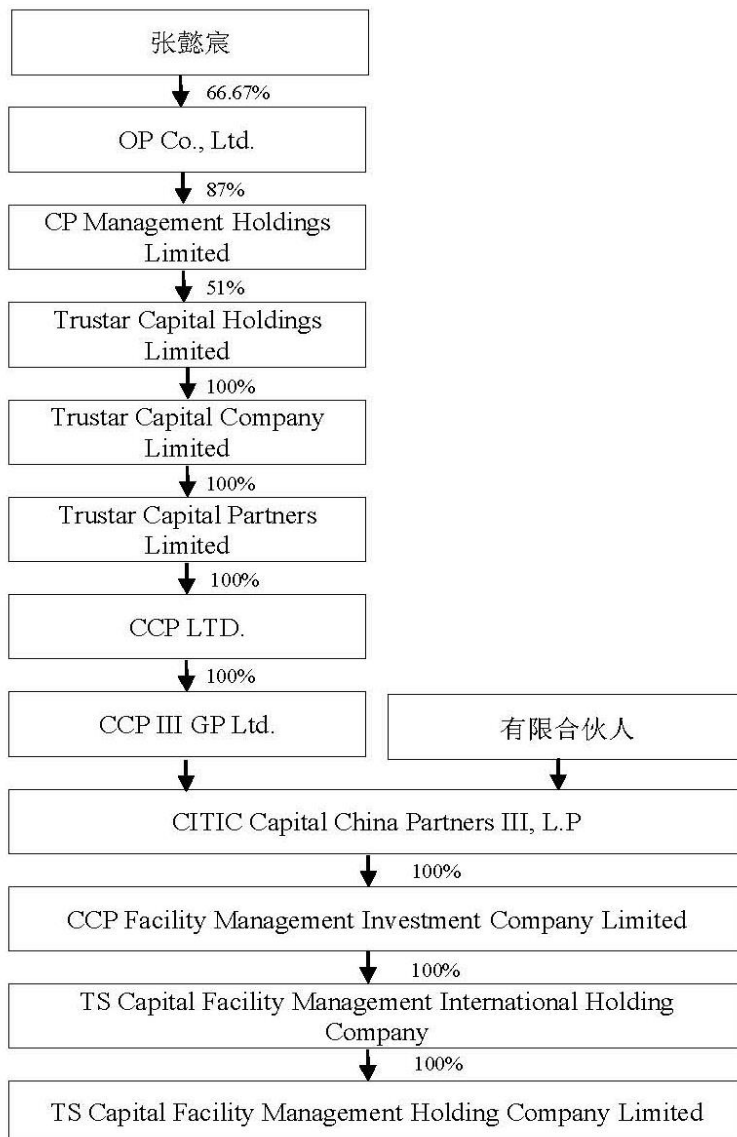 张懿宸
66.67%
OP Co., Ltd.
87%
CP Management Holdings
Limited
51%
Trustar Capital Holdings
Limited
100%
Trustar Capital Company
Limited
100%
Trustar Capital Partners
Limited
100%
CCP LTD.
100%
CCP III GP Ltd.
有限合伙人
CITIC Capital China Partners III, L.P
100%
CCP Facility Management Investment Company Limited
100%
TS Capital Facility Management International Holding
Company
100%
TS Capital Facility Management Holding Company Limited